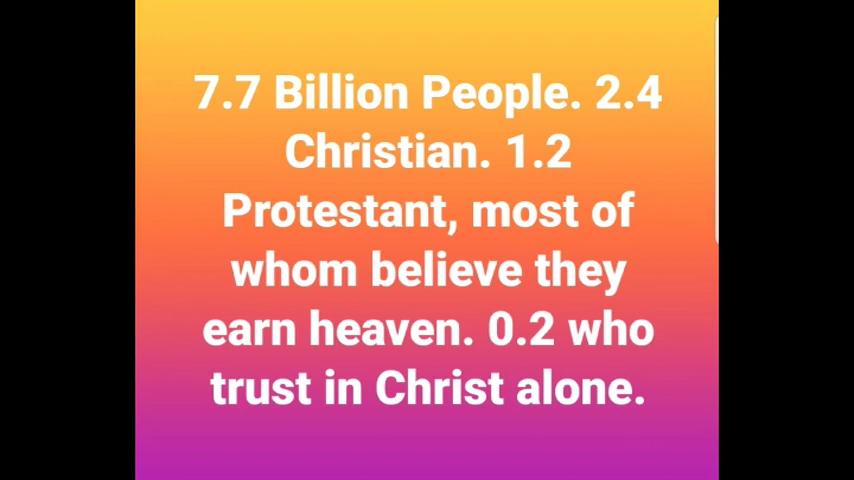 7.7 Billion People. 2.4
Christian. 1.2
Protestant, most of
whom believe they
earn heaven. 0.2 who
trust in Christ alone.